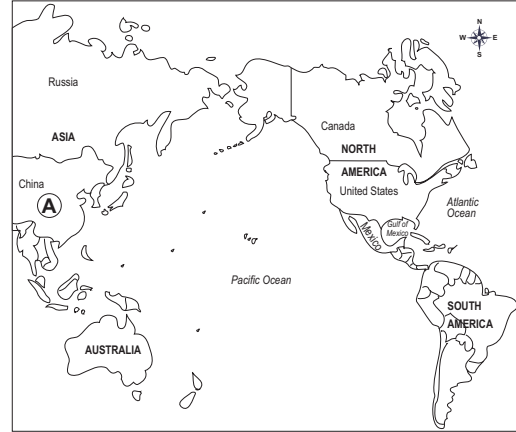 N
W E
S
Russia
Canada
ASIA
NORTH
AMERICA
China
United States
A
Atlantic
Ocean
Gulf of
Mexico
Mexico
Pacific Ocean
SOUTH
AMERICA
AUSTRALIA